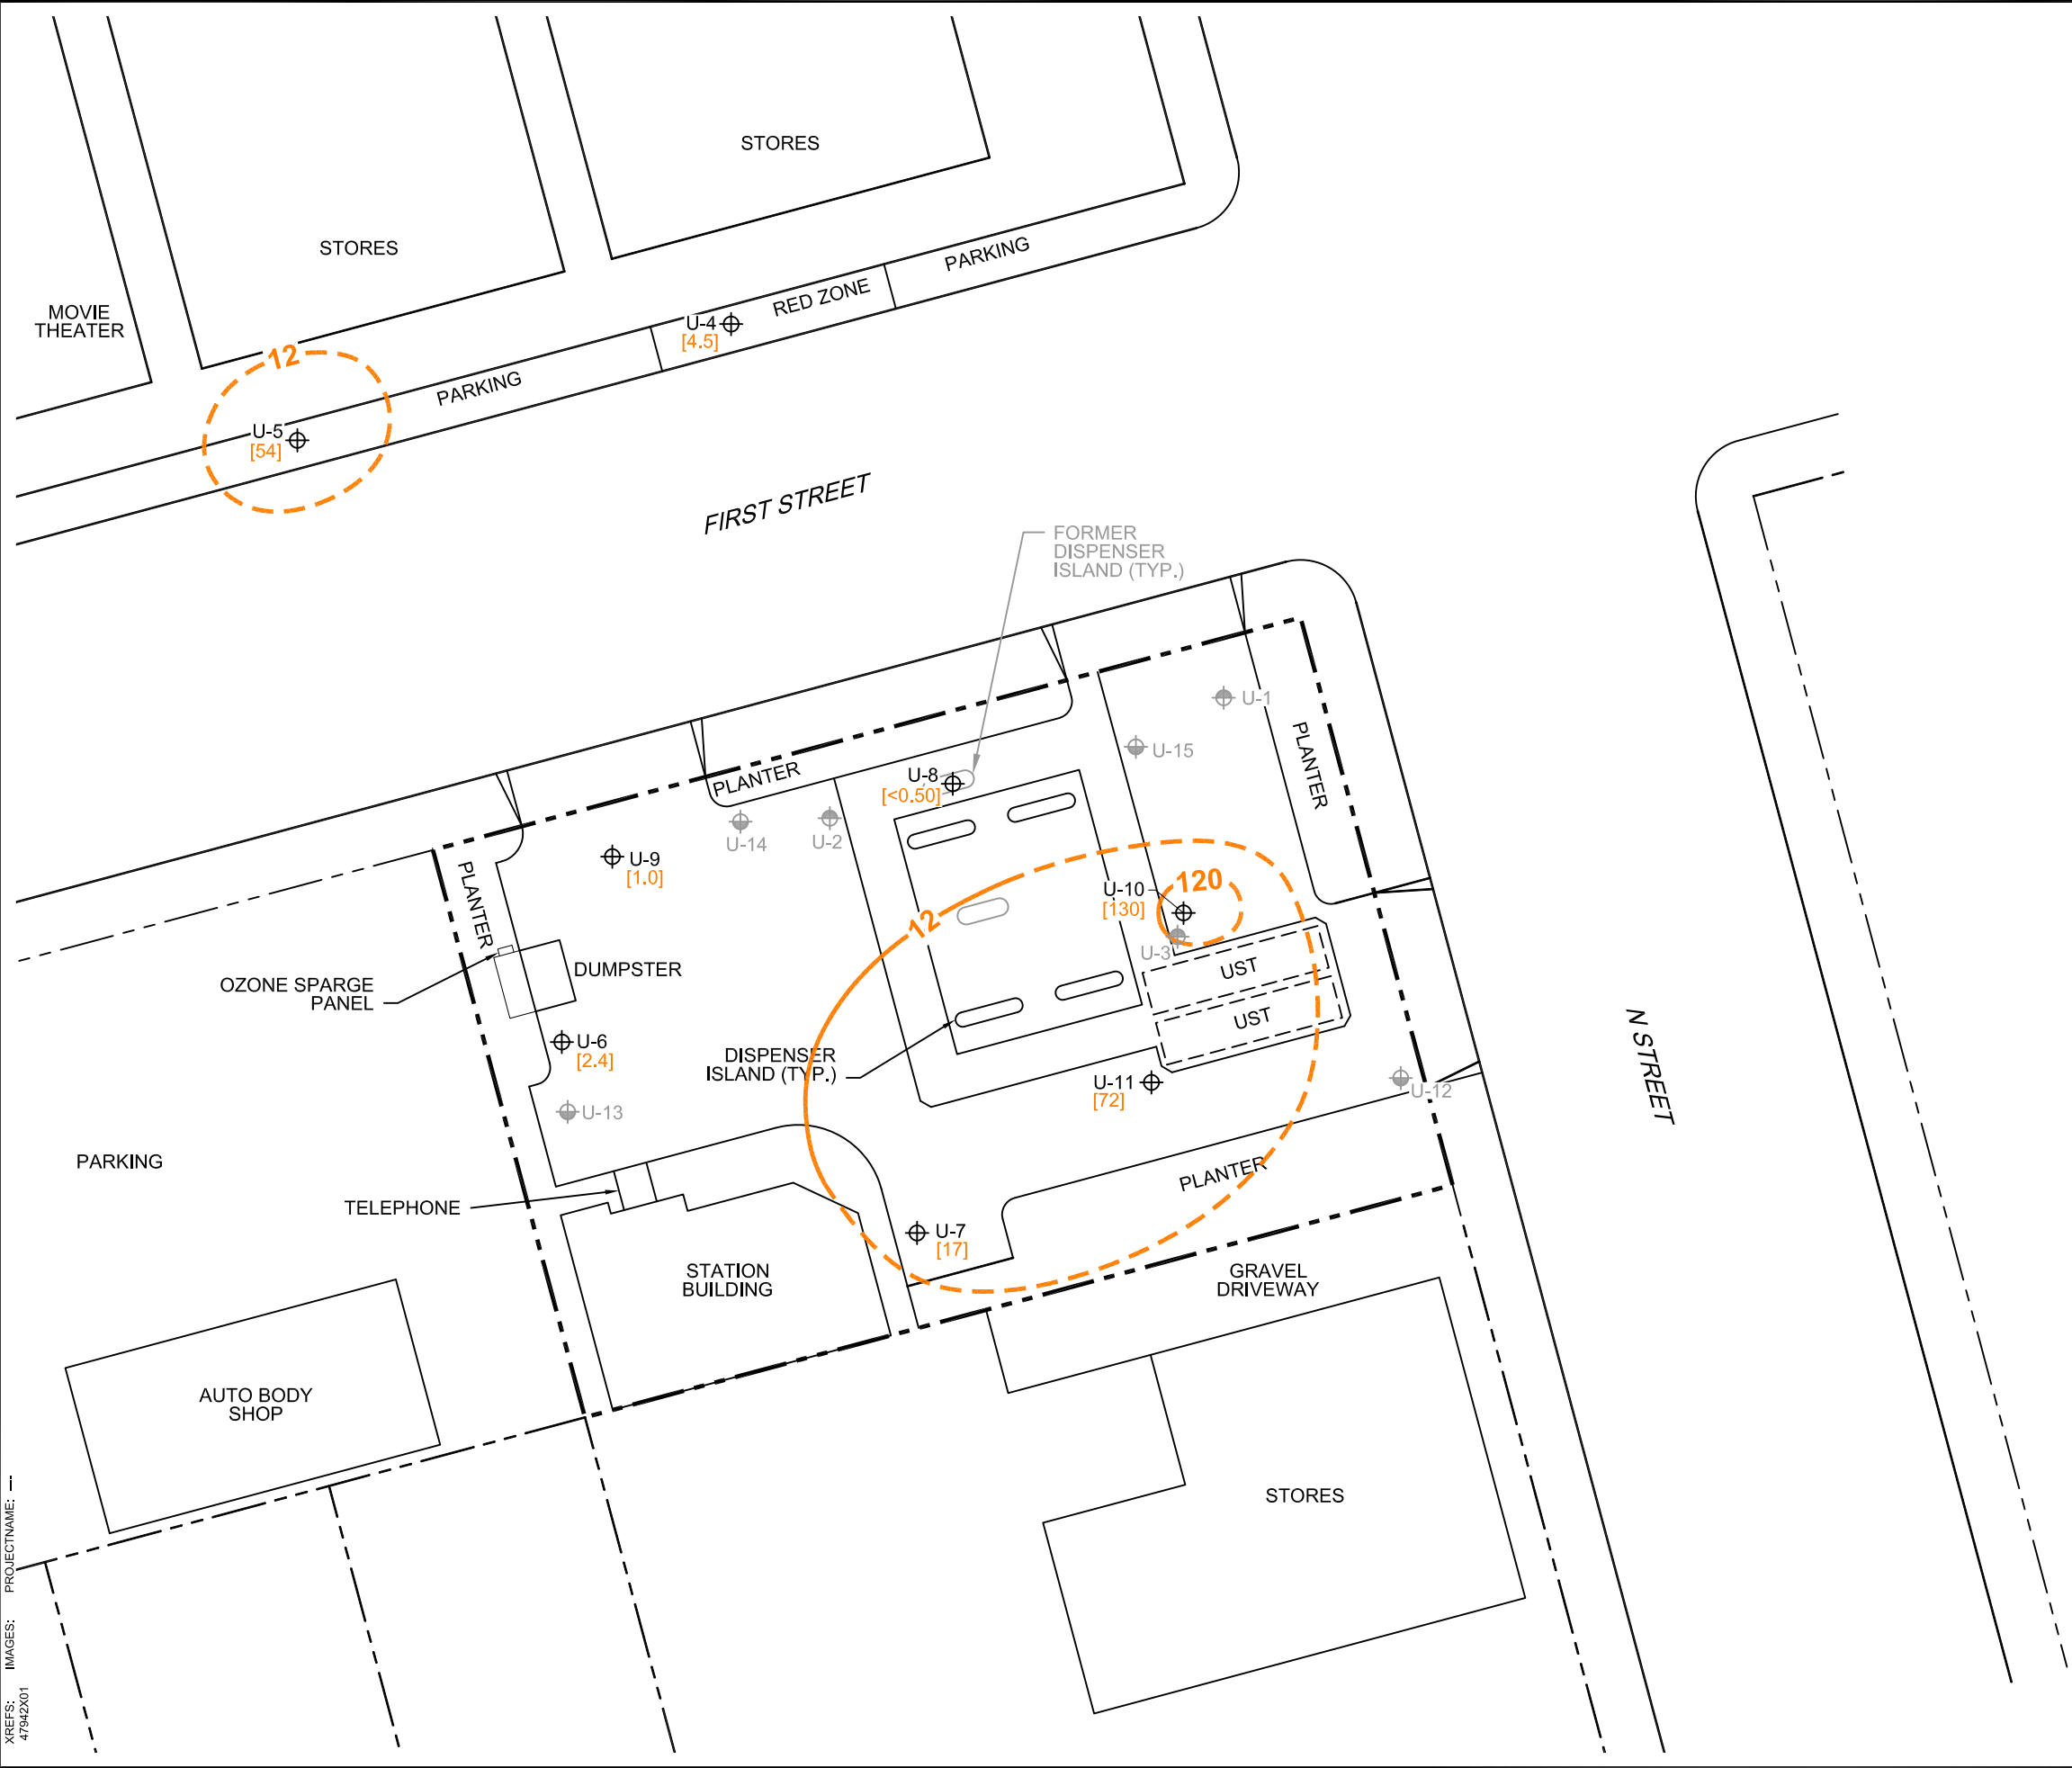 STORES
STORES
MOVIE
THEATER
PARKING
RED ZONE
U-4
[4.5]
12
PARKING
U-5
[54]
FIRST STREET
FORMER
DISPENSER
ISLAND (TYP.)
U-1
PLANTER
U-15
PLANTER
U-8
[<0.50]
U-14
U-2
U-9
[1.0]
PLANTER
120
U-10
[130]
12
U-3
UST
UST
DUMPSTER
OZONE SPARGE
PANEL
U-6
[2.4]
DISPENSER
ISLAND (TYP.)
U-11
[72]
U-12
N STREET
U-13
PARKING
PLANTER
TELEPHONE
U-7
[17]
STATION
BUILDING
GRAVEL
DRIVEWAY
AUTO BODY
SHOP
STORES
XREFS: IMAGES: PROJECTNAME: ---
47942X01